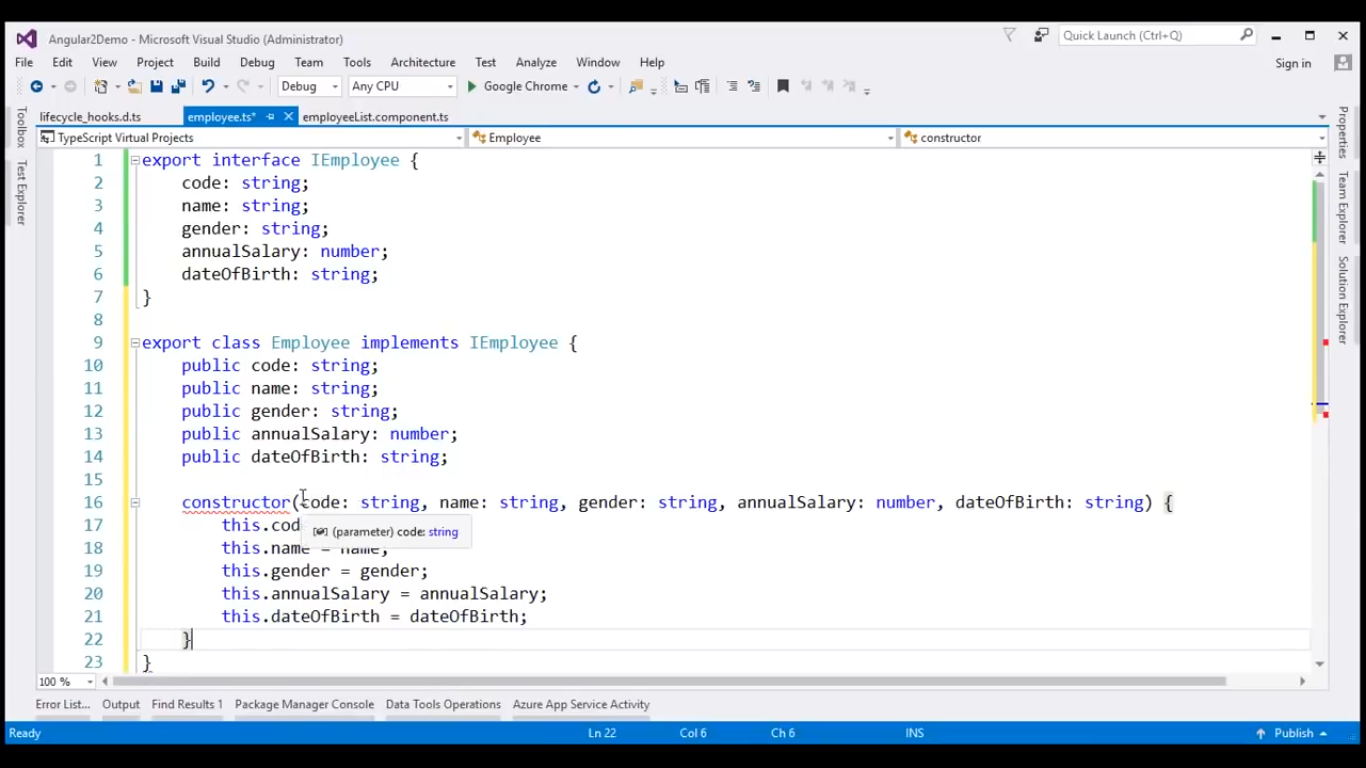 Angular2Demo - Microsoft Visual Studio (Administrator)
Quick Launch (Ctrl+Q)
File Edit View Project Build Debug Team Tools Architecture Test Analyze Window Help
Sign in
Debug Any CPU Google Chrome
lifecycle_hooks.d.ts employee.ts* employeeList.component.ts
TypeScript Virtual Projects Employee constructor
Toolbox
Test Explorer
1 export interface IEmployee {
2 code: string;
3 name: string;
4 gender: string;
5 annualSalary: number;
6 dateOfBirth: string;
7 }
8
9 export class Employee implements IEmployee {
10 public code: string;
11 public name: string;
12 public gender: string;
13 public annualSalary: number;
14 public dateOfBirth: string;
15
16 constructor(code: string, name: string, gender: string, annualSalary: number, dateOfBirth: string) {
17 this.cod
(parameter) code: string
18 this.name = name;
19 this.gender = gender;
20 this.annualSalary = annualSalary;
21 this.dateOfBirth = dateOfBirth;
22 }
23 }
Properties
Team Explorer
Solution Explorer
100 %
Error List... Output Find Results 1 Package Manager Console Data Tools Operations Azure App Service Activity
Ready Ln 22 Col 6 Ch 6 INS Publish